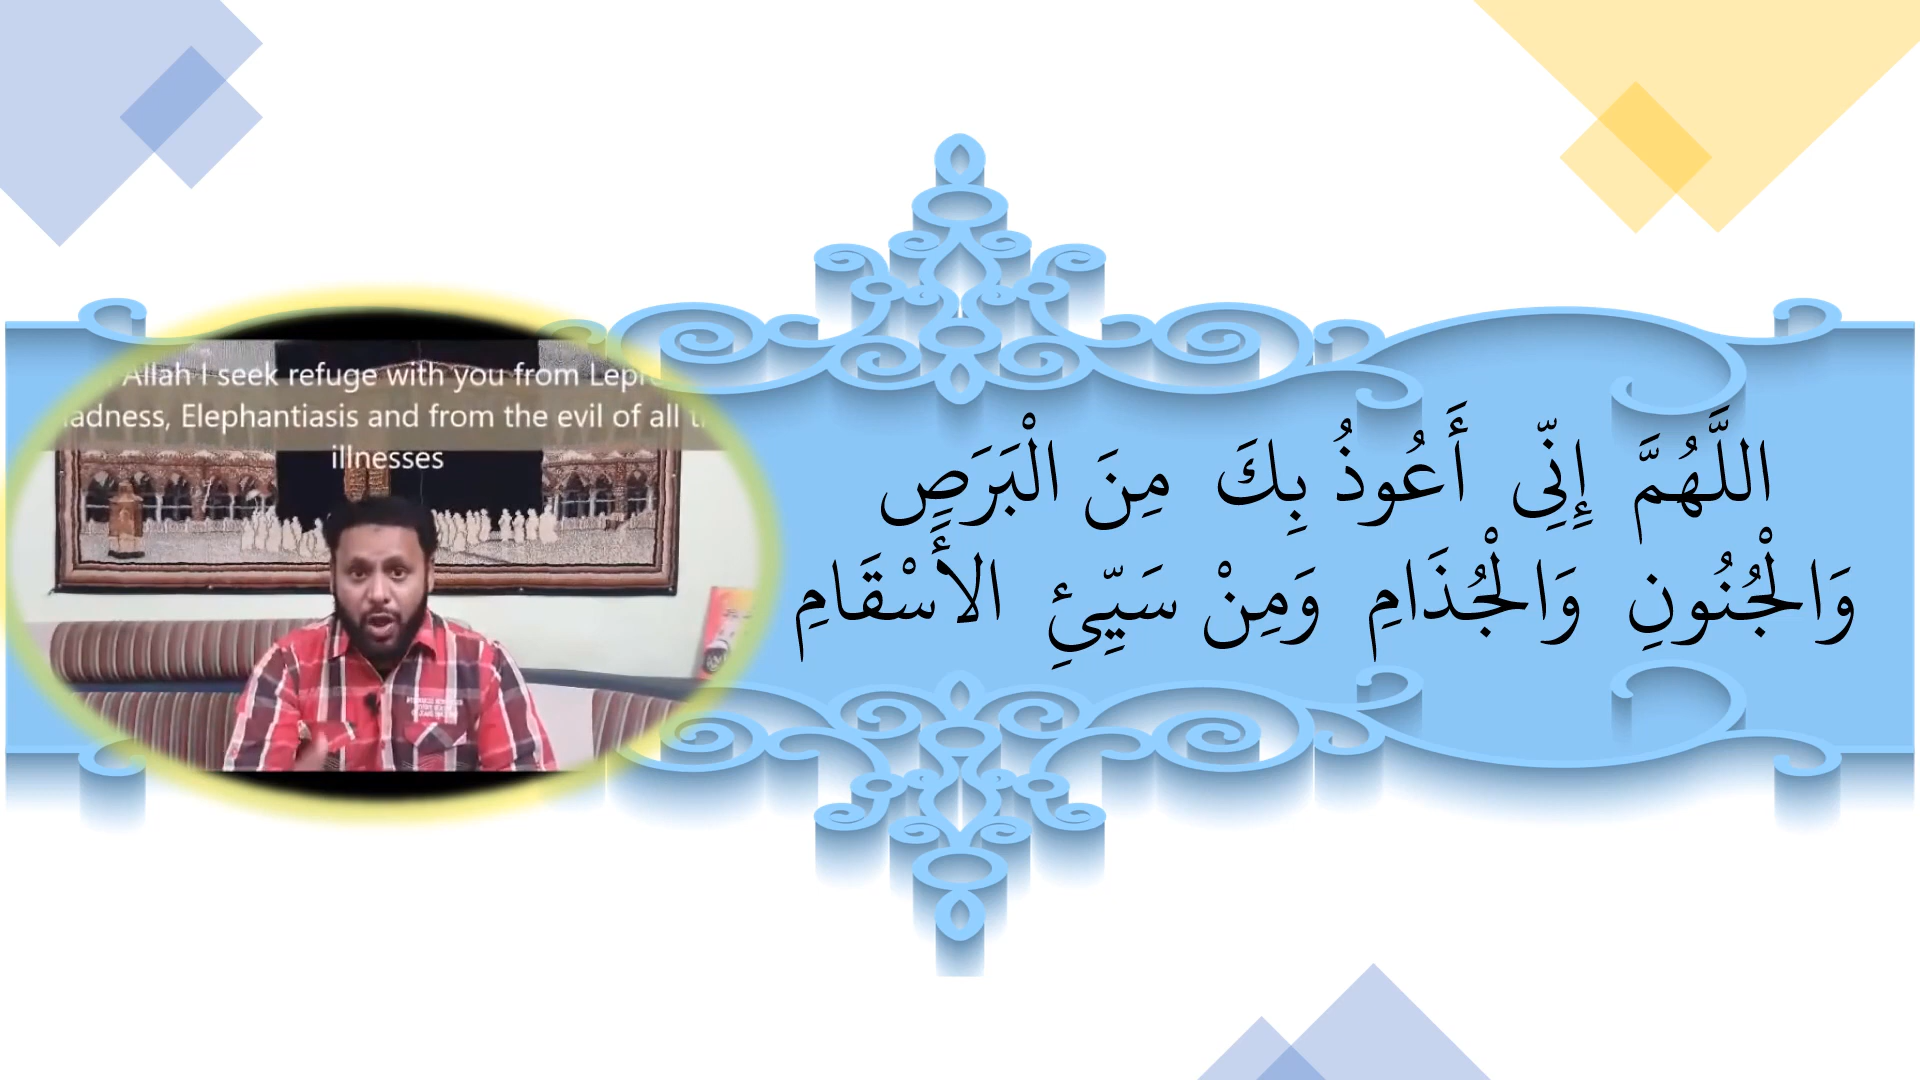 Allah I seek refuge with you from
adness, Elephantiasis and from the evil of all
illnesses
اللَّهُمَّ إِنِّى أَعُوذُ بِكَ مِنَ الْبَرَصِ
وَالْجُنُونِ وَالْجُذَامِ وَمِنْ سَيِّئِ الأَسْقَامِ